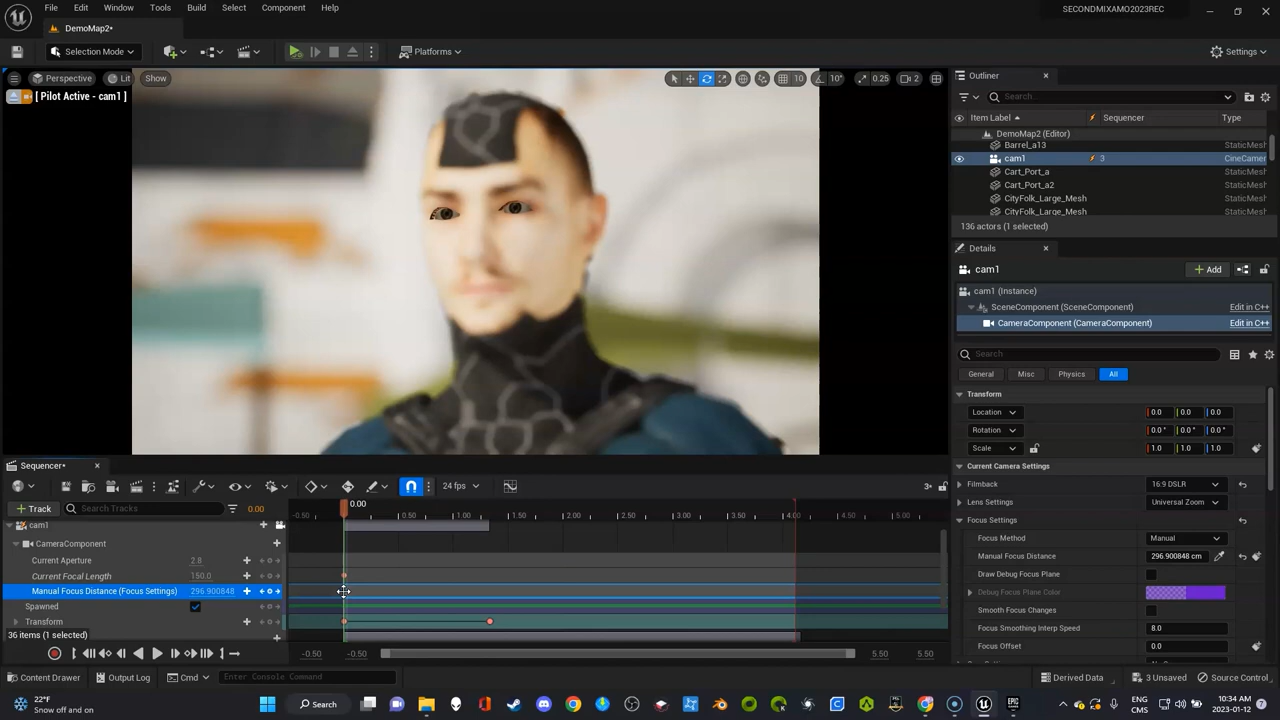 File Edit Window Tools Build Select Component Help
SECONDMIXAMO2023REC
DemoMap2*
Selection Mode
Platforms
Settings
Perspective Lit Show
10 10° 0.25 2
[ Pilot Active - cam1 ]
Outliner
Search...
Item Label Sequencer Type
DemoMap2 (Editor)
Barrel_a13 StaticMesh
cam1 3 CineCamer
Cart_Port_a StaticMesh
Cart_Port_a2 StaticMesh
CityFolk_Large_Mesh StaticMesh
CityFolk_Large_Mesh StaticMesh
136 actors (1 selected)
Details
cam1
Add
cam1 (Instance)
SceneComponent (SceneComponent) Edit in C++
CameraComponent (CameraComponent) Edit in C++
Search
General Misc Physics All
Transform
Location 0.0 0.0 0.0
Rotation 0.0 ° 0.0 ° 0.0 °
Scale 1.0 1.0 1.0
Current Camera Settings
Filmback 16:9 DSLR
Lens Settings Universal Zoom
Focus Settings
Focus Method Manual
Manual Focus Distance 296.900848 cm
Draw Debug Focus Plane
Debug Focus Plane Color
Smooth Focus Changes
Focus Smoothing Interp Speed 8.0
Focus Offset 0.0
Sequencer*
24 fps
3*
Track Search Tracks 0.00
0.00
-0.50 0.50 1.00 1.50 2.00 2.50 3.00 3.50 4.00 4.50 5.00
cam1
CameraComponent
Current Aperture 2.8
Current Focal Length 150.0
Manual Focus Distance (Focus Settings) 296.900848
Spawned
Transform
36 items (1 selected)
-0.50 -0.50 5.50 5.50
Content Drawer Output Log Cmd Enter Console Command
Derived Data 3 Unsaved Source Control
22°F
Snow off and on
Search
ENG
CMS
10:34 AM
2023-01-12